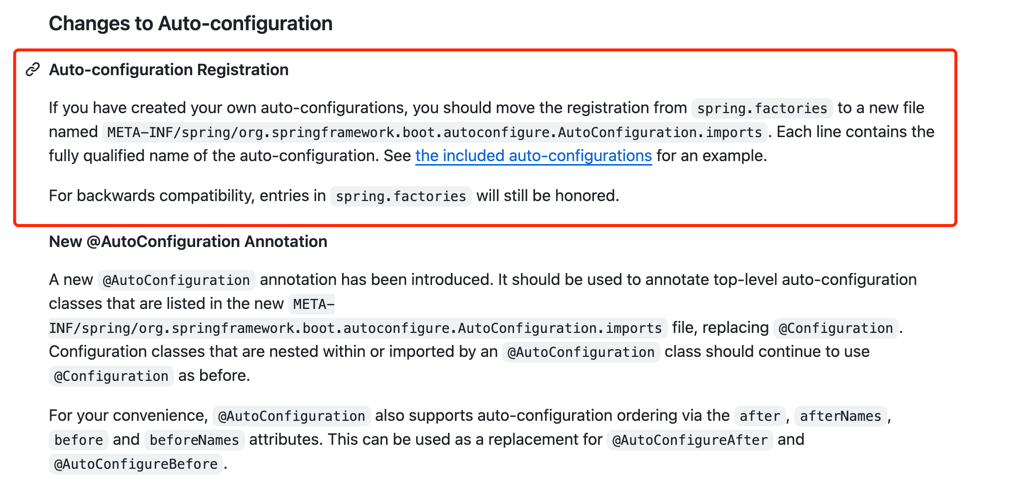 Changes to Auto-configuration
Auto-configuration Registration
If you have created your own auto-configurations, you should move the registration from spring.factories to a new file
named META-INF/spring/org.springframework.boot.autoconfigure.AutoConfiguration.imports. Each line contains the
fully qualified name of the auto-configuration. See the included auto-configurations for an example.
For backwards compatibility, entries in spring.factories will still be honored.
New @AutoConfiguration Annotation
A new @AutoConfiguration annotation has been introduced. It should be used to annotate top-level auto-configuration
classes that are listed in the new META-
INF/spring/org.springframework.boot.autoconfigure.AutoConfiguration.imports file, replacing @Configuration.
Configuration classes that are nested within or imported by an @AutoConfiguration class should continue to use
@Configuration as before.
For your convenience, @AutoConfiguration also supports auto-configuration ordering via the after, afterNames,
before and beforeNames attributes. This can be used as a replacement for @AutoConfigureAfter and
@AutoConfigureBefore.